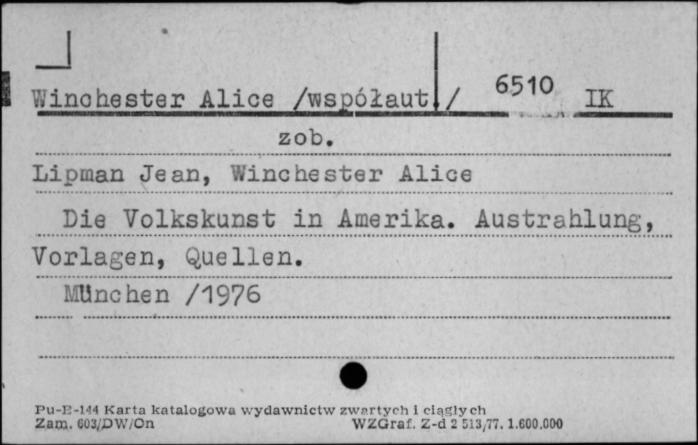 Winchester Alice /współaut./ 6510 IK
zob.
Lipman Jean, Winchester Alice
Die Volkskunst in Amerika. Austrahlung,
Vorlagen, Quellen.
München /1976
Pu-E-144 Karta katalogowa wydawnictw zwartych i ciągłych
Zam. 603/DW/On WZGraf. Z-d 2 513/77. 1.600.000